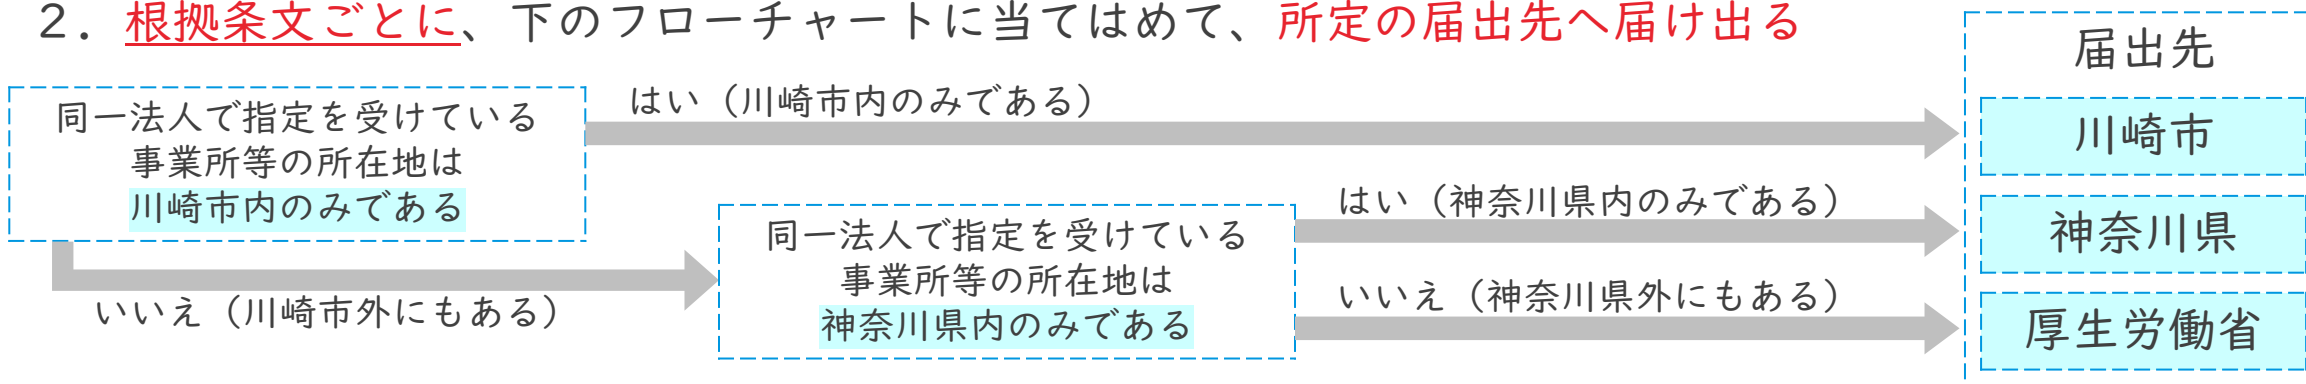 ２．根拠条文ごとに、下のフローチャートに当てはめて、所定の届出先へ届け出る
届出先
同一法人で指定を受けている
事業所等の所在地は
川崎市内のみである
はい（川崎市内のみである）
川崎市
いいえ（川崎市外にもある）
同一法人で指定を受けている
事業所等の所在地は
神奈川県内のみである
はい（神奈川県内のみである）
神奈川県
いいえ（神奈川県外にもある）
厚生労働省